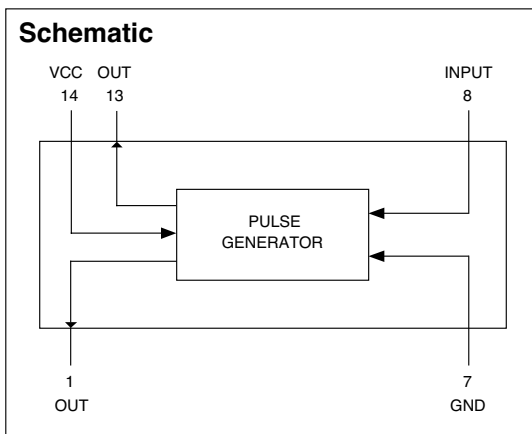 Schematic
VCC OUT INPUT
14 13 8
PULSE
GENERATOR
1 7
OUT GND